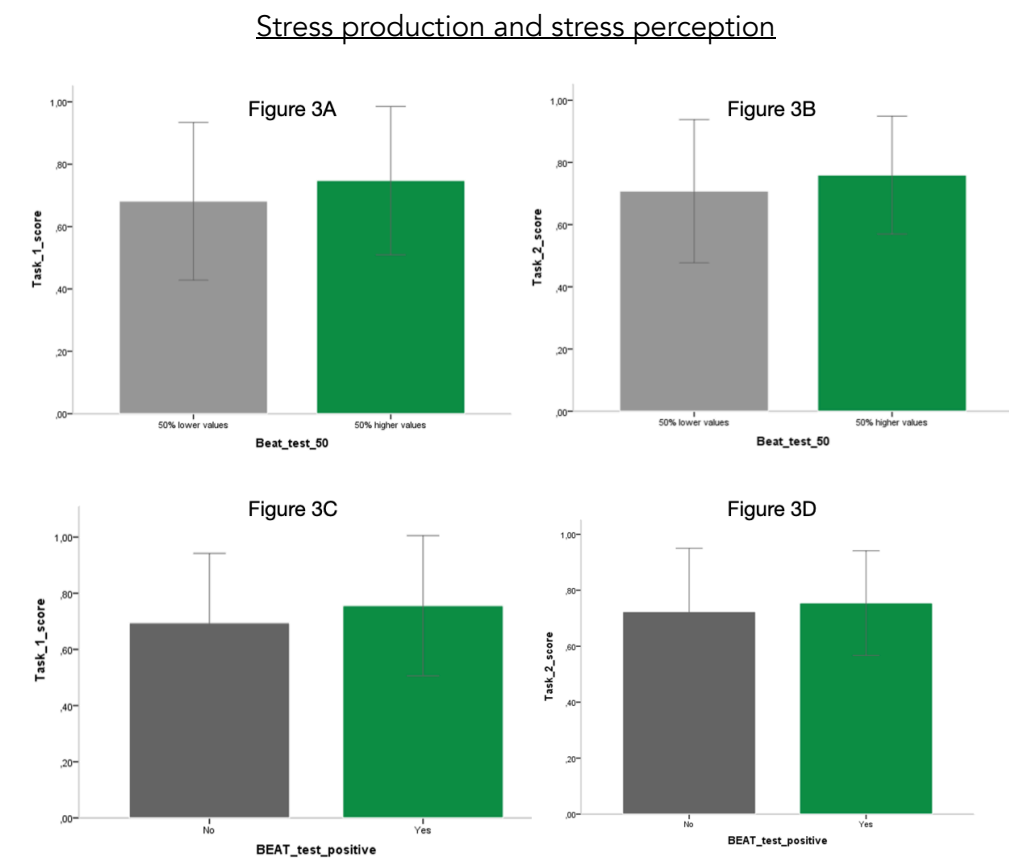 Stress production and stress perception
Figure 3A
1,00
,80
,60
,40
,20
,00
Task_1_score
50% lower values
50% higher values
Beat_test_50
Figure 3B
1,00
,80
,60
,40
,20
,00
Task_2_score
50% lower values
50% higher values
Beat_test_50
Figure 3C
1,00
,80
,60
,40
,20
,00
Task_1_score
No
Yes
BEAT_test_positive
Figure 3D
1,00
,80
,60
,40
,20
,00
Task_2_score
No
Yes
BEAT_test_positive